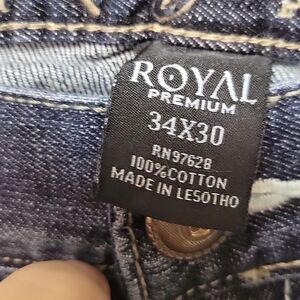 ROYAL
PREMIUM
34X30
RN97628
100%COTTON
MADE IN LESOTHO